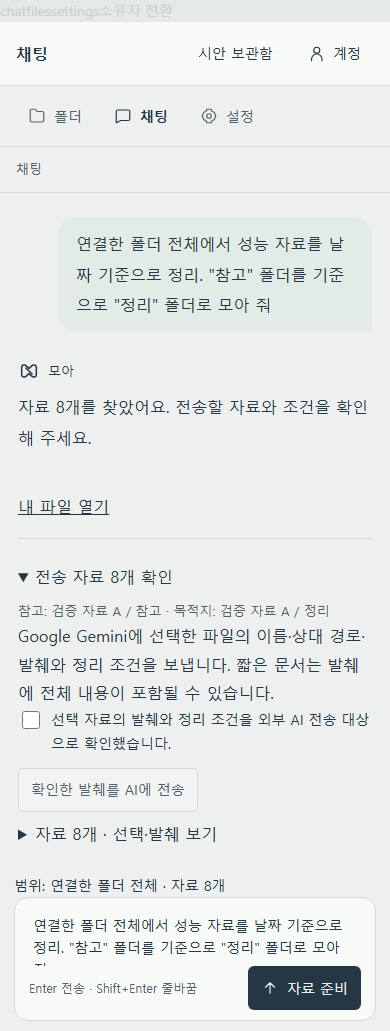 chatfilessettings소유자 전환
채팅
시안 보관함
계정
폴더
채팅
설정
채팅
연결한 폴더 전체에서 성능 자료를 날
짜 기준으로 정리. "참고" 폴더를 기준
으로 "정리" 폴더로 모아 줘
모아
자료 8개를 찾았어요. 전송할 자료와 조건을 확인
해 주세요.
내 파일 열기
▼ 전송 자료 8개 확인
참고: 검증 자료 A / 참고 · 목적지: 검증 자료 A / 정리
Google Gemini에 선택한 파일의 이름·상대 경로·
발췌와 정리 조건을 보냅니다. 짧은 문서는 발췌
에 전체 내용이 포함될 수 있습니다.
선택 자료의 발췌와 정리 조건을 외부 AI 전송 대상
으로 확인했습니다.
확인한 발췌를 AI에 전송
▶ 자료 8개 · 선택·발췌 보기
범위: 연결한 폴더 전체 · 자료 8개
연결한 폴더 전체에서 성능 자료를 날짜 기준으로
정리. "참고" 폴더를 기준으로 "정리" 폴더로 모아
Enter 전송 · Shift+Enter 줄바꿈
자료 준비